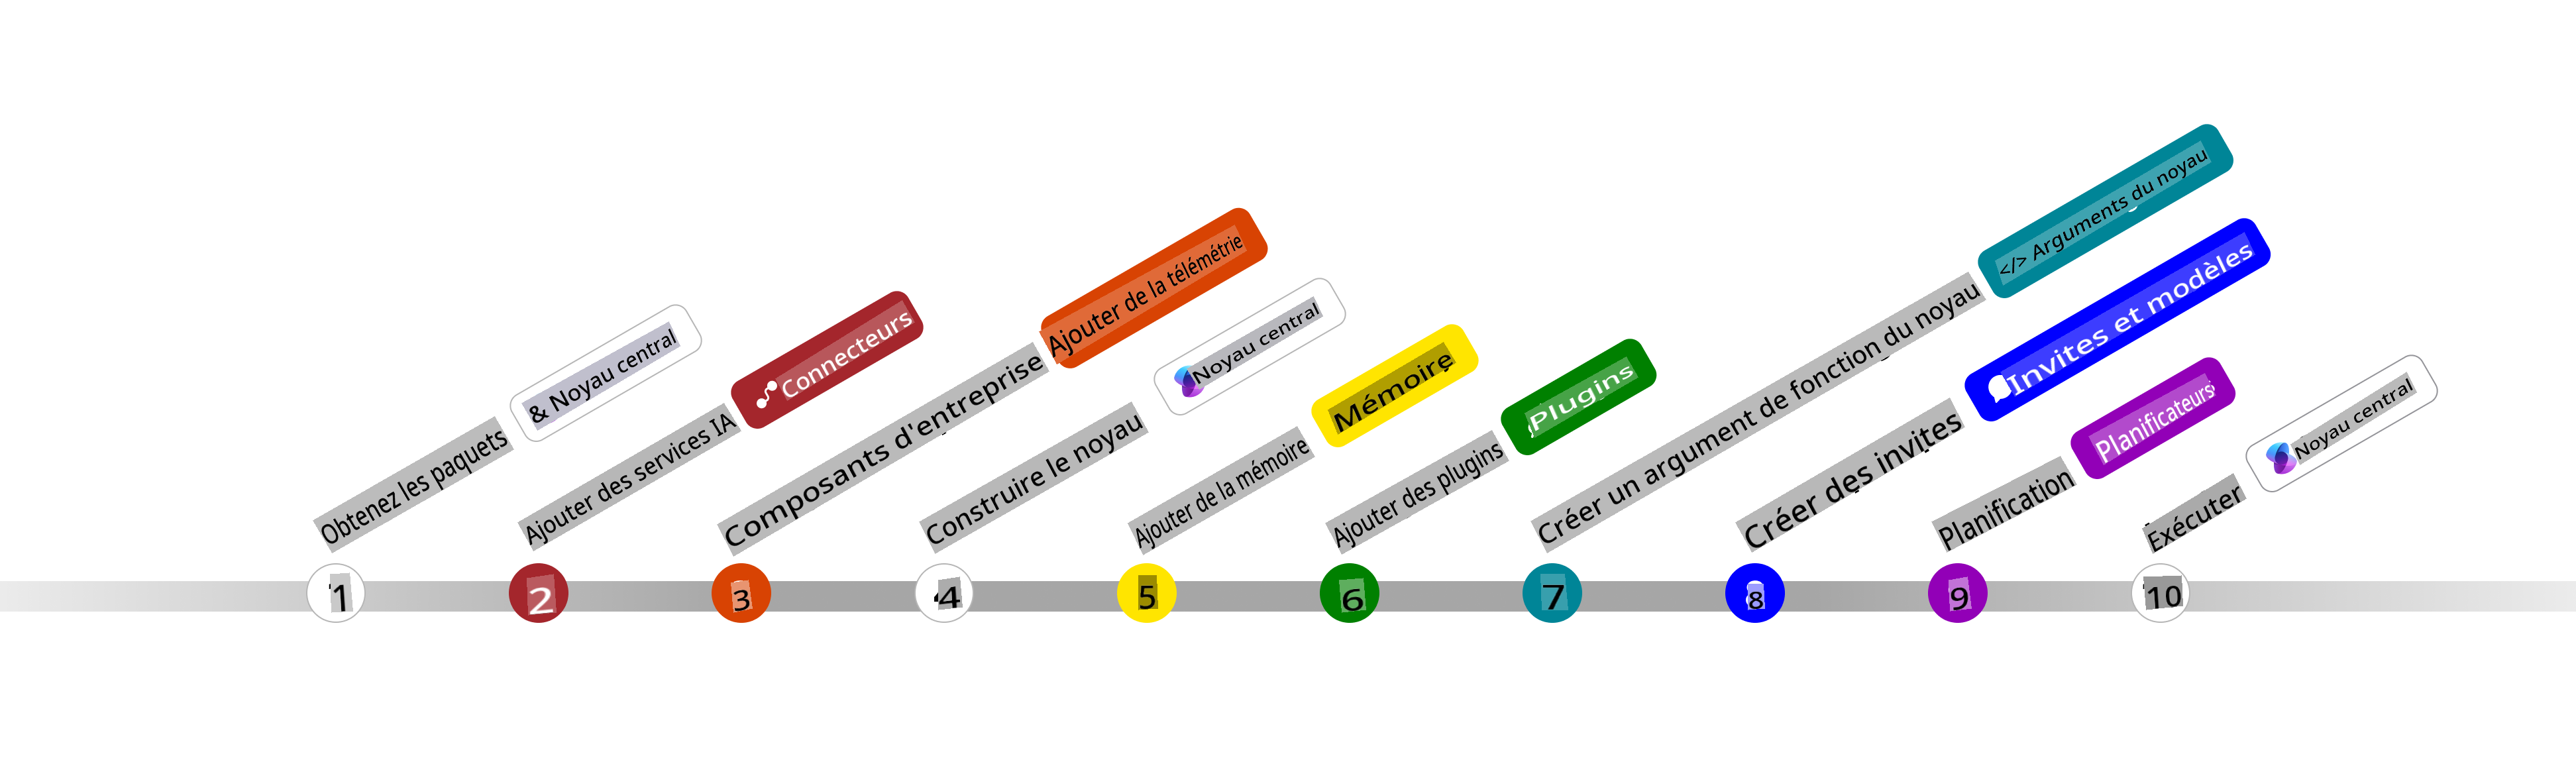 Obtenez les paquets
& Noyau central
Ajouter des services IA
Connecteurs
Composants d'entreprise
Ajouter de la télémétrie
Construire le noyau
Noyau central
Ajouter de la mémoire
Mémoire
Ajouter des plugins
Plugins
Créer un argument de fonction du noyau
</> Arguments du noyau
Créer des invites
Invites et modèles
Planification
Planificateurs
Exécuter
Noyau central
1
2
3
4
5
6
7
8
9
10